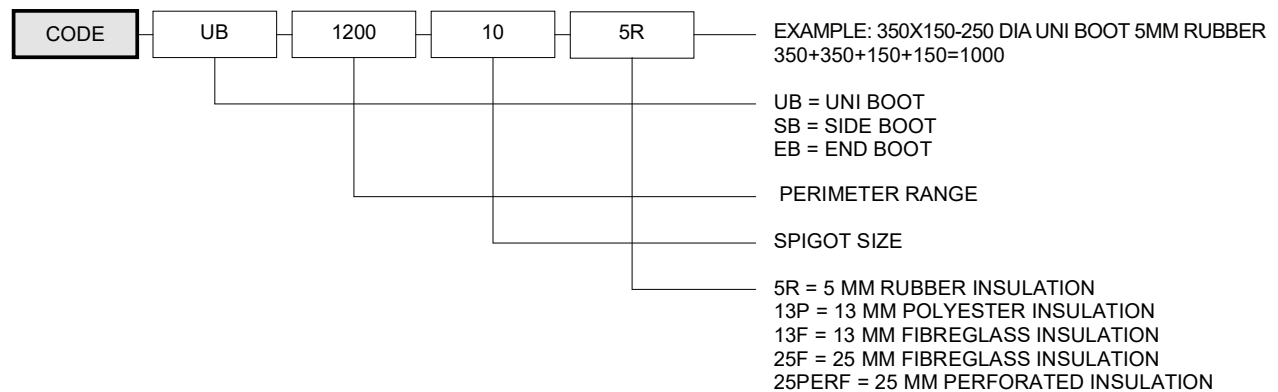 CODE UB 1200 10 5R EXAMPLE: 350X150-250 DIA UNI BOOT 5MM RUBBER
350+350+150+150=1000
UB = UNI BOOT
SB = SIDE BOOT
EB = END BOOT
PERIMETER RANGE
SPIGOT SIZE
5R = 5 MM RUBBER INSULATION
13P = 13 MM POLYESTER INSULATION
13F = 13 MM FIBREGLASS INSULATION
25F = 25 MM FIBREGLASS INSULATION
25PERF = 25 MM PERFORATED INSULATION